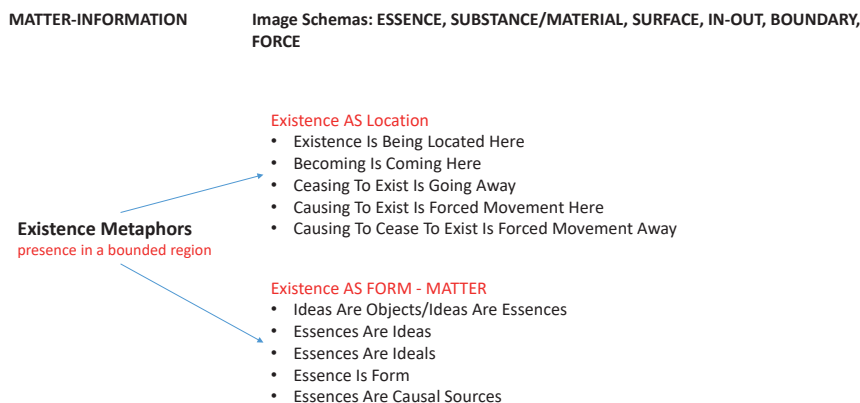 MATTER-INFORMATION
Image Schemas: ESSENCE, SUBSTANCE/MATERIAL, SURFACE, IN-OUT, BOUNDARY,
FORCE
Existence AS Location
• Existence Is Being Located Here
• Becoming Is Coming Here
• Ceasing To Exist Is Going Away
• Causing To Exist Is Forced Movement Here
• Causing To Cease To Exist Is Forced Movement Away
Existence Metaphors
presence in a bounded region
Existence AS FORM - MATTER
• Ideas Are Objects/Ideas Are Essences
• Essences Are Ideas
• Essences Are Ideals
• Essence Is Form
• Essences Are Causal Sources